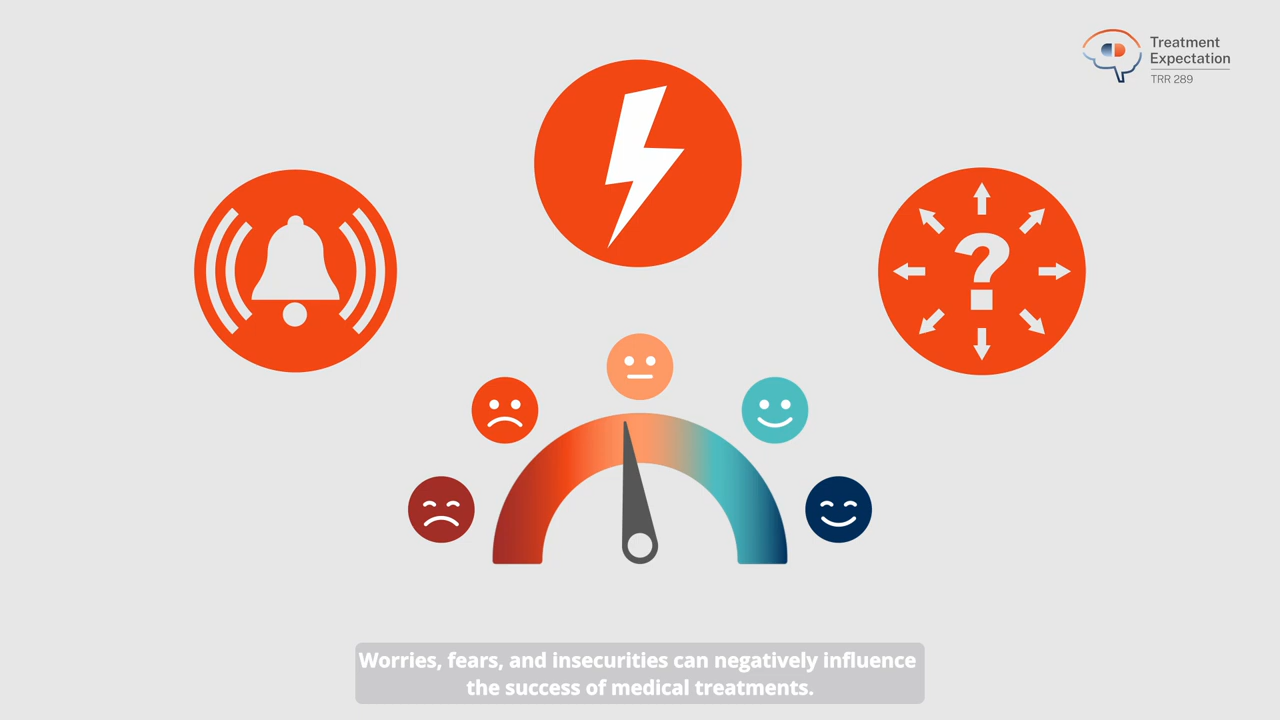 Treatment
Expectation
TRR 289
?
Worries, fears, and insecurities can negatively influence
the success of medical treatments.